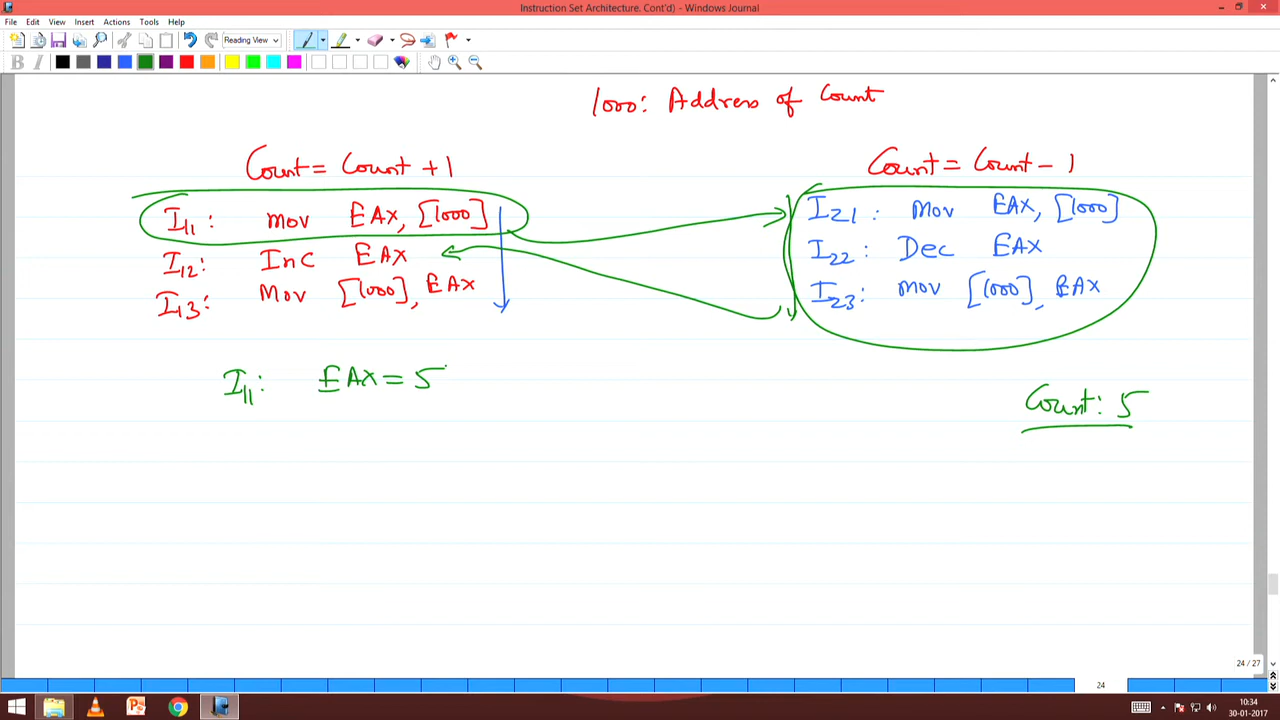 Instruction Set Architecture. Cont'd) - Windows Journal
File Edit View Insert Actions Tools Help
Reading View
B I
1000: Address of Count
Count = Count + 1
Count = Count - 1
I11: mov EAX, [1000]
I21: Mov EAX, [1000]
I12: Inc EAX
I22: Dec EAX
I13: Mov [1000], EAX
I23: mov [1000], EAX
I11: EAX = 5
Count: 5
24 / 27
24
10:34
30-01-2017